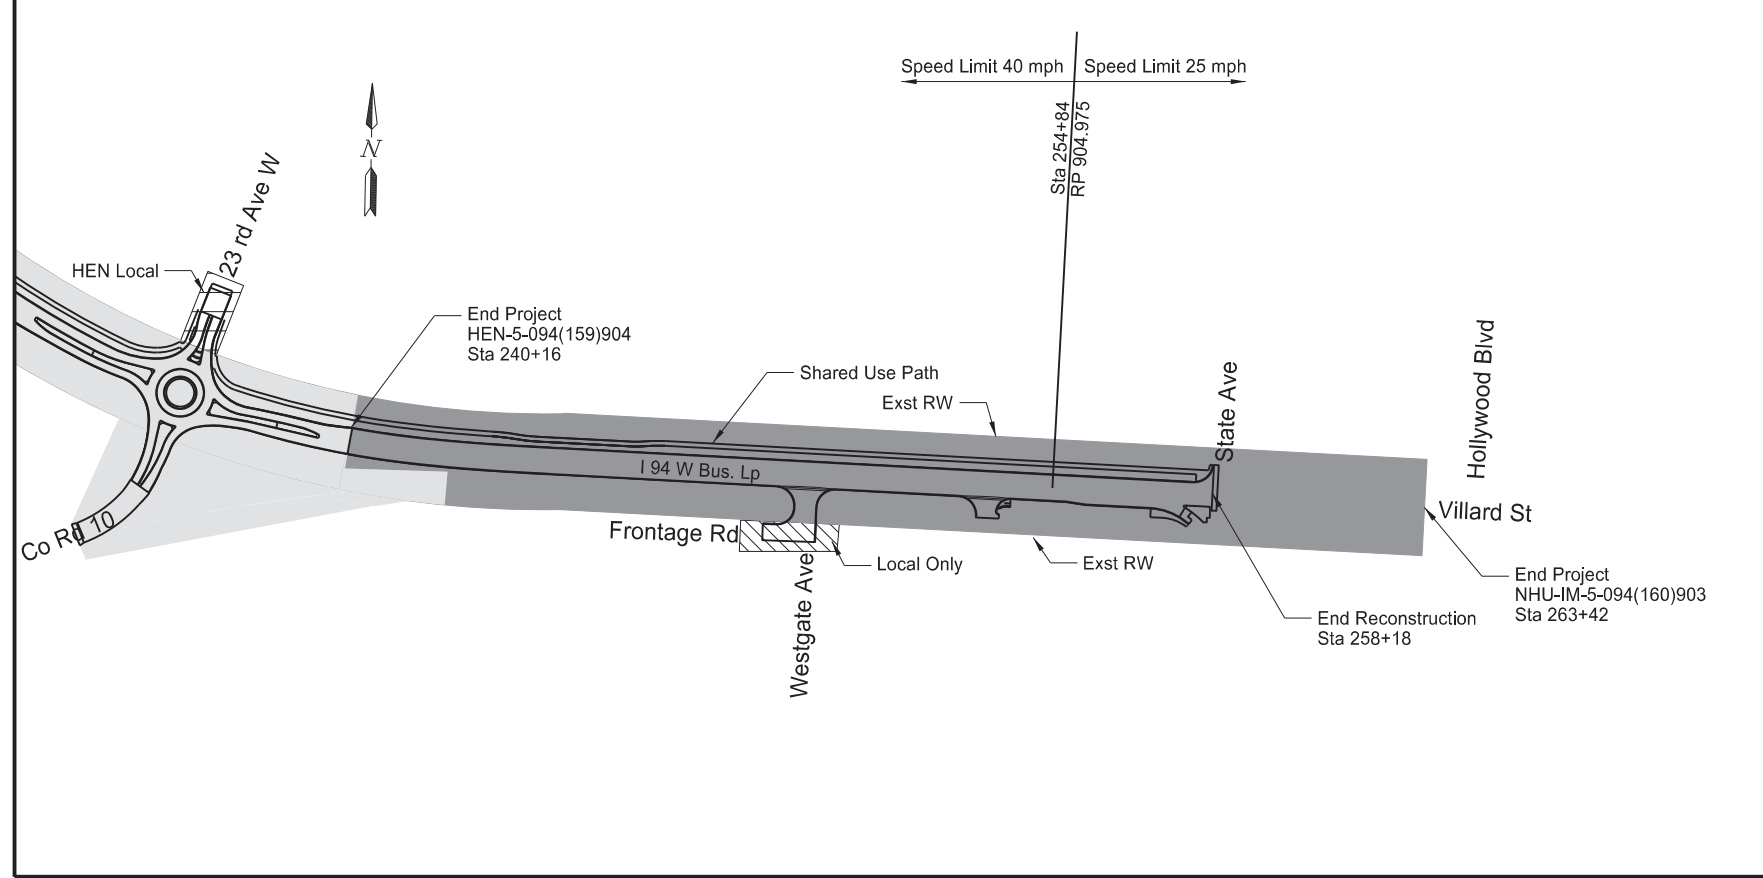 Speed Limit 40 mph
Speed Limit 25 mph
Sta 254+84
RP 904.975
N
23 rd Ave W
HEN Local
End Project
HEN-5-094(159)904
Sta 240+16
Shared Use Path
Exst RW
State Ave
Hollywood Blvd
I 94 W Bus. Lp
Villard St
Co Rd 10
Frontage Rd
Local Only
Exst RW
Westgate Ave
End Project
NHU-IM-5-094(160)903
Sta 263+42
End Reconstruction
Sta 258+18